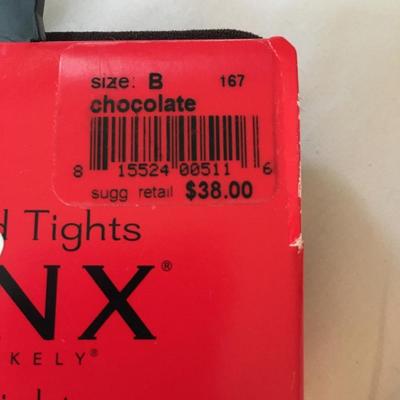 size: B 167
chocolate
8 15524 00511 6
sugg retail $38.00
d Tights
NX®
KELY®